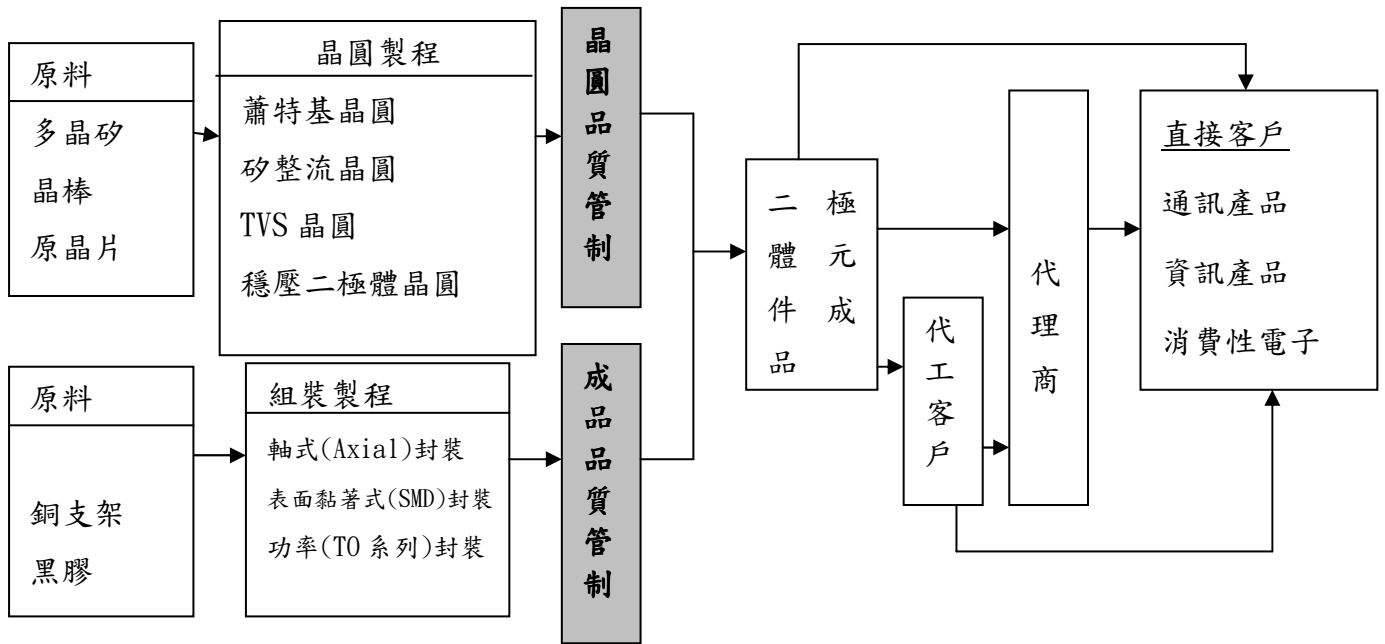 原料
多晶矽
晶棒
原晶片
晶圓製程
蕭特基晶圓
矽整流晶圓
TVS 晶圓
穩壓二極體晶圓
晶圓品質管制
原料
銅支架
黑膠
組裝製程
軸式(Axial)封裝
表面黏著式(SMD)封裝
功率(TO 系列)封裝
成品品質管制
二 極
體 元
件 成
品
代工客戶
代理商
直接客戶
通訊產品
資訊產品
消費性電子